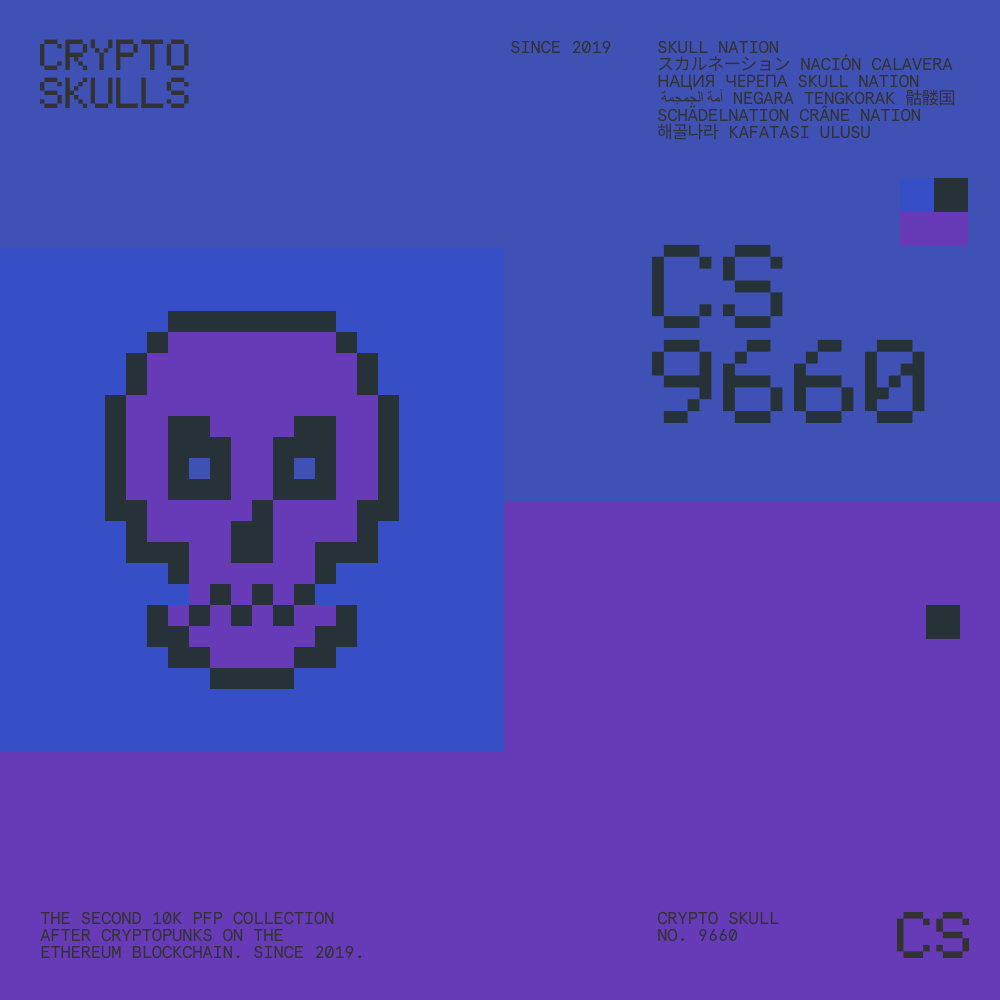 CRYPTO
SKULLS
SINCE 2019
SKULL NATION
スカルネーション NACIÓN CALAVERA
НАЦИЯ ЧЕРЕПА SKULL NATION
أمة الجمجمة NEGARA TENGKORAK 骷髅国
SCHÄDELNATION CRÂNE NATION
해골나라 KAFATASI ULUSU
CS
9660
THE SECOND 10K PFP COLLECTION
AFTER CRYPTOPUNKS ON THE
ETHEREUM BLOCKCHAIN. SINCE 2019.
CRYPTO SKULL
NO. 9660
CS